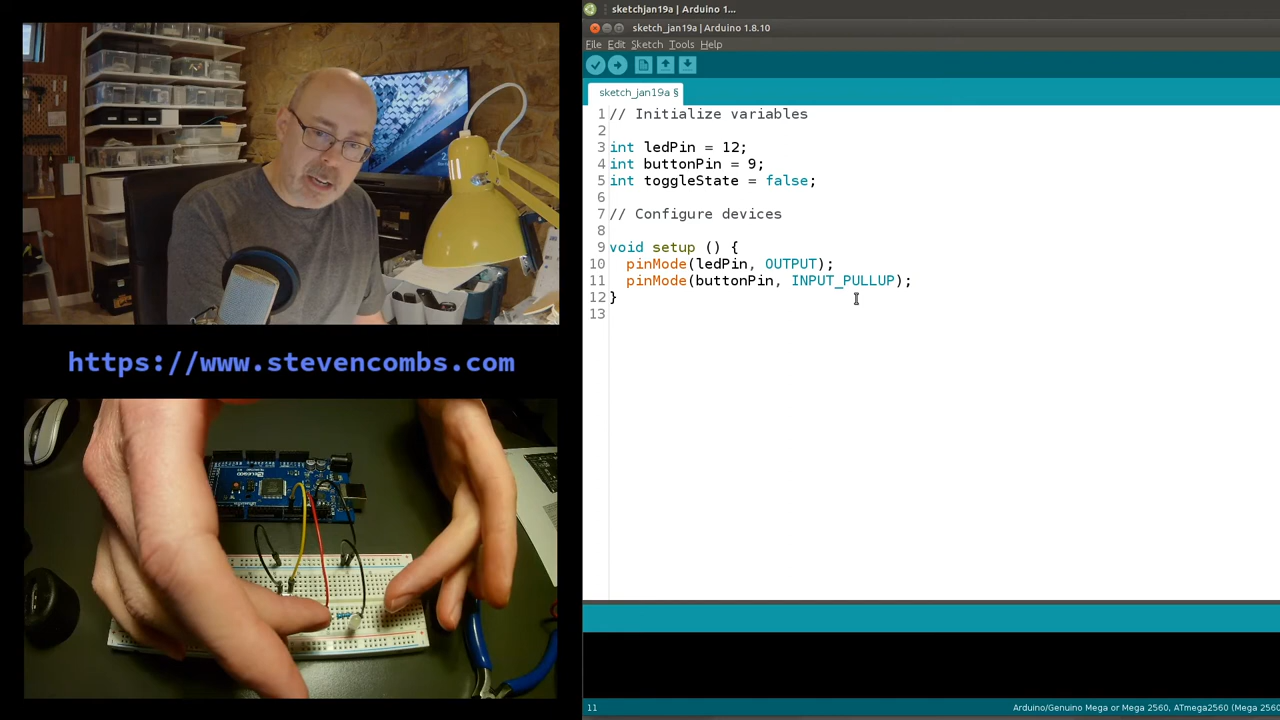 sketchjan19a | Arduino 1...
sketch_jan19a | Arduino 1.8.10
File Edit Sketch Tools Help
sketch_jan19a §
1 // Initialize variables
2
3 int ledPin = 12;
4 int buttonPin = 9;
5 int toggleState = false;
6
7 // Configure devices
8
9 void setup () {
10 pinMode(ledPin, OUTPUT);
11 pinMode(buttonPin, INPUT_PULLUP);
12 }
13
https://www.stevencombs.com
ELEGOO
11
Arduino/Genuino Mega or Mega 2560, ATmega2560 (Mega 2560